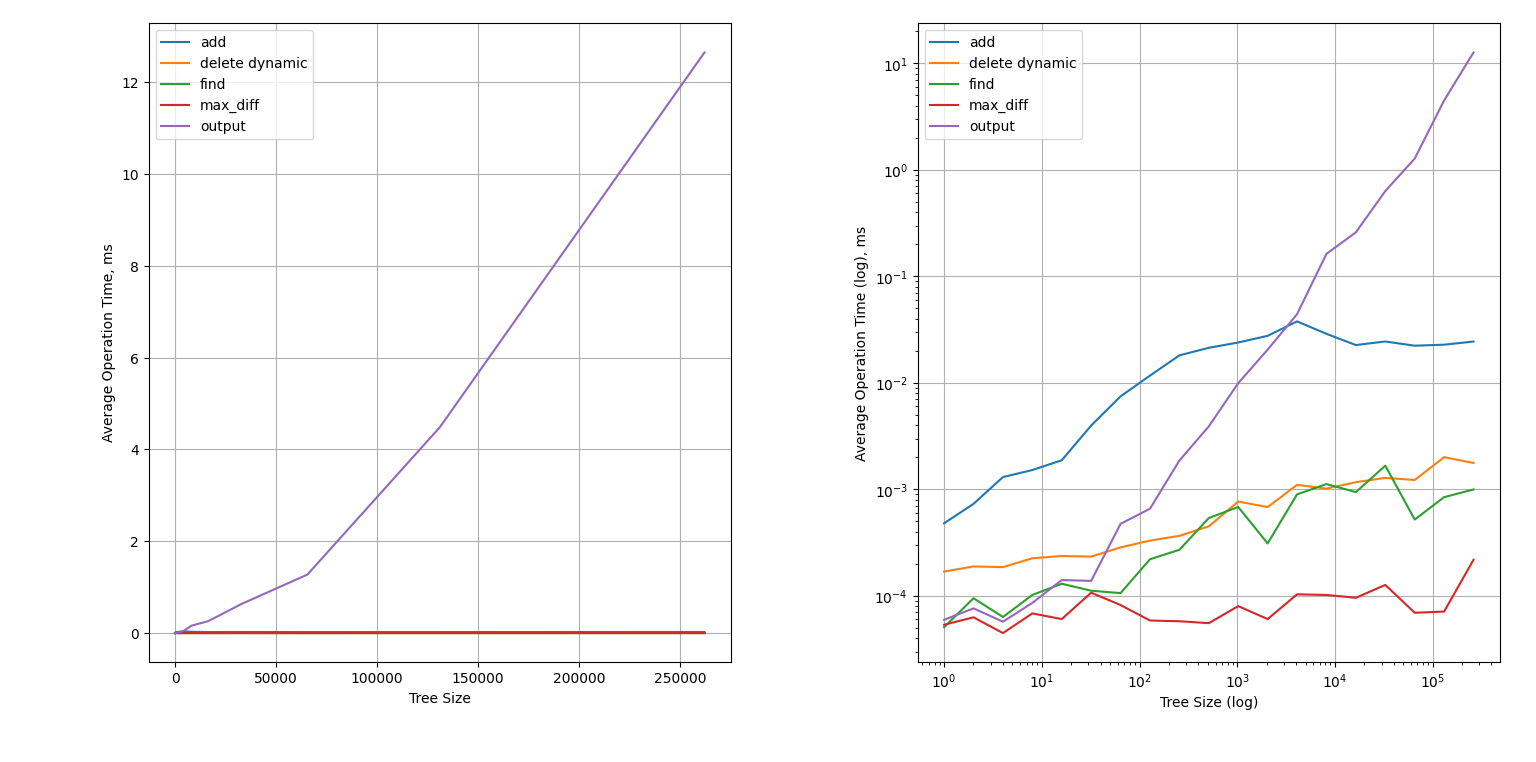 add
delete dynamic
find
max_diff
output
12
10
8
6
4
2
0
Average Operation Time, ms
0
50000
100000
150000
200000
250000
Tree Size
add
delete dynamic
find
max_diff
output
10¹
10⁰
10⁻¹
10⁻²
10⁻³
10⁻⁴
Average Operation Time (log), ms
10⁰
10¹
10²
10³
10⁴
10⁵
Tree Size (log)